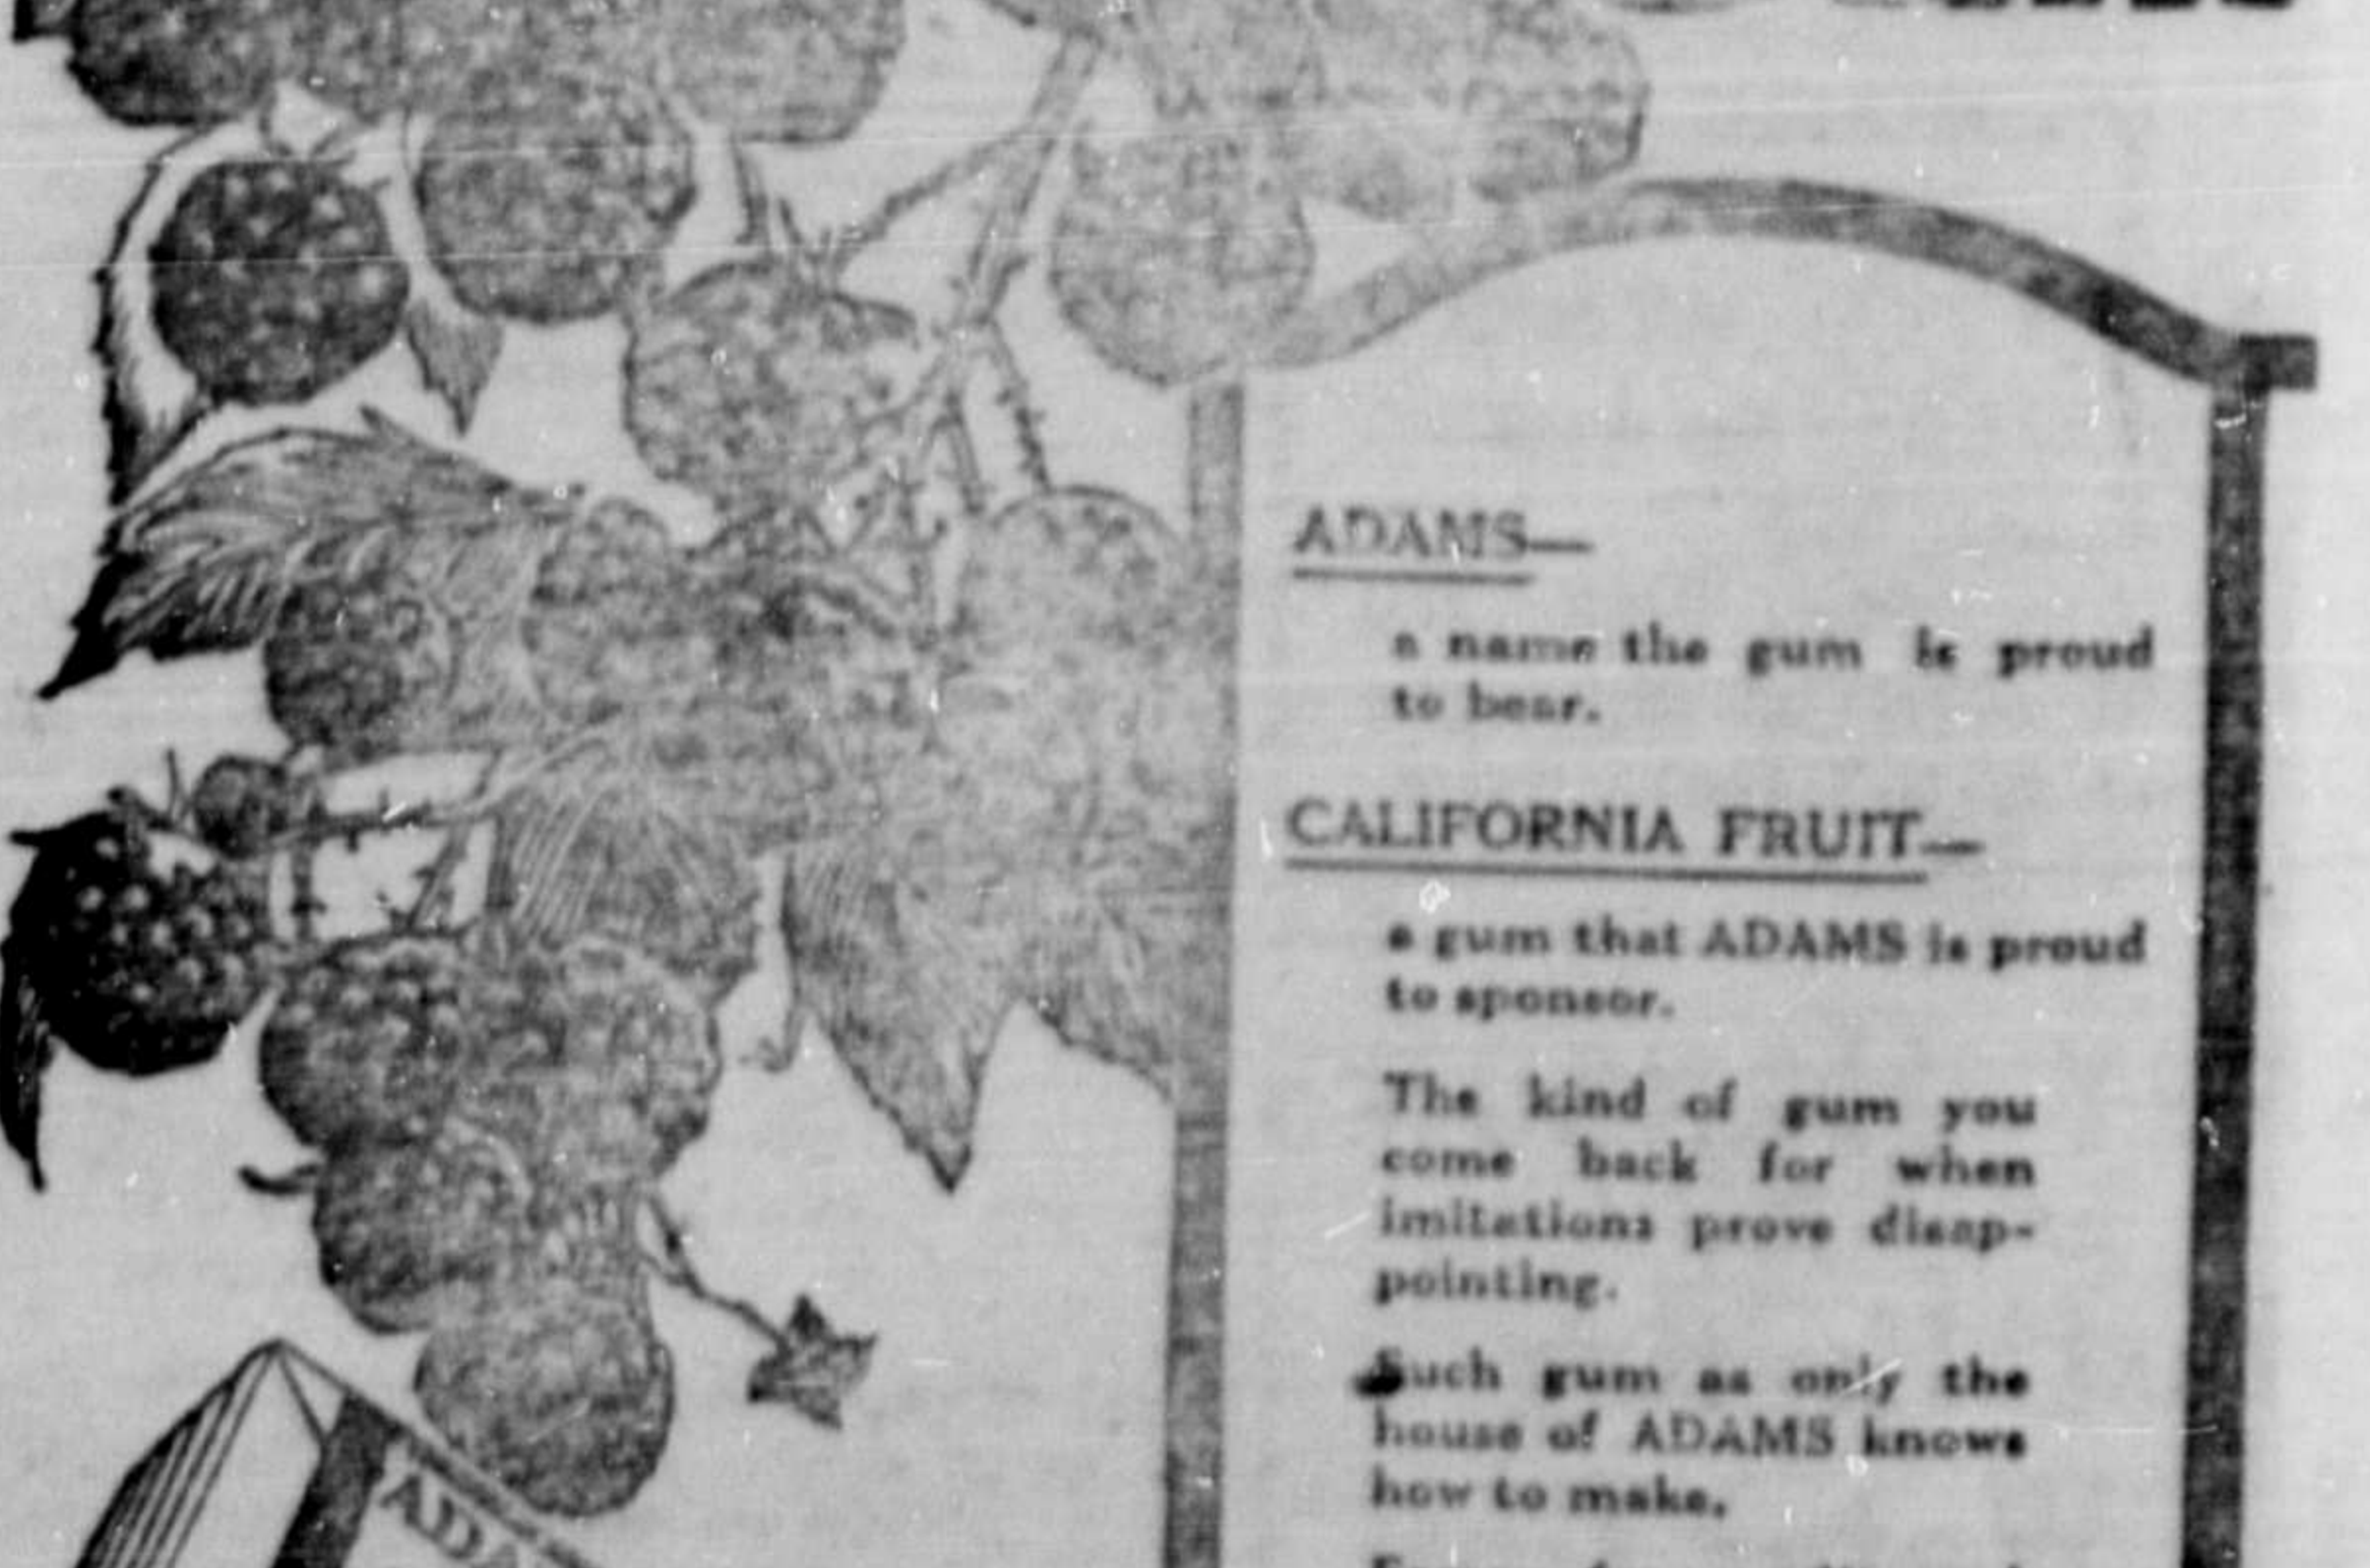 ADAMS—
a name the gum is proud
to bear.
CALIFORNIA FRUIT—
a gum that ADAMS is proud
to sponsor.
The kind of gum you
come back for when
imitations prove disap-
pointing.
Such gum as only the
house of ADAMS knows
how to make.
ADA